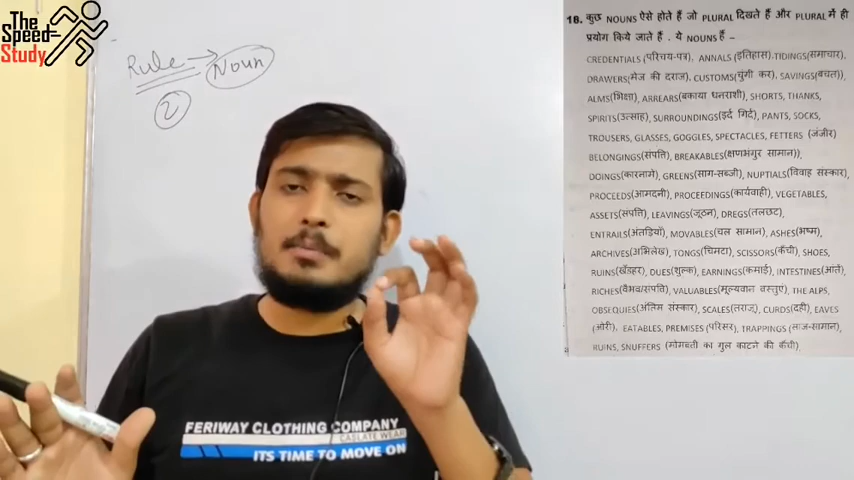 The
Speed-
Study
Rule → Noun
2
18. कुछ NOUNS ऐसे होते हैं जो PLURAL दिखते हैं और PLURAL में ही
प्रयोग किये जाते हैं . ये NOUNS हैं –
CREDENTIALS (परिचय-पत्र), ANNALS (इतिहास) TIDINGS(समाचार),
DRAWERS(मेज की दराज), CUSTOMS(चुंगी कर), SAVINGS(बचत),
ALMS(भिक्षा), ARREARS(बकाया धनराशी), SHORTS, THANKS,
SPIRITS(उत्साह), SURROUNDINGS(इर्द गिर्द), PANTS, SOCKS,
TROUSERS, GLASSES, GOGGLES, SPECTACLES, FETTERS (जंजीर)
BELONGINGS(संपत्ति), BREAKABLES(क्षणभंगुर सामान)),
DOINGS(कारनामे), GREENS(साग-सब्जी), NUPTIALS(विवाह संस्कार),
PROCEEDS(आमदनी), PROCEEDINGS(कार्यवाही), VEGETABLES,
ASSETS(संपत्ति), LEAVINGS(जूठन), DREGS(तलछट),
ENTRAILS(अंतड़ियाँ), MOVABLES(चल सामान), ASHES(भष्म),
ARCHIVES(अभिलेख), TONGS(चिमटा), SCISSORS(कैंची), SHOES,
RUINS(खँडहर), DUES(शुल्क), EARNINGS(कमाई), INTESTINES(आंतें),
RICHES(वैभव/संपत्ति), VALUABLES(मूल्यवान वस्तुएं), THE ALPS,
OBSEQUIES(अंतिम संस्कार), SCALES(तराजू), CURDS(दही), EAVES
(ओरी), EATABLES, PREMISES (परिसर), TRAPPINGS (साज-सामान),
RUINS, SNUFFERS (मोमबत्ती का गुल काटने की कैंची)
FERIWAY CLOTHING COMPANY
WEAR
ITS TIME TO MOVE ON